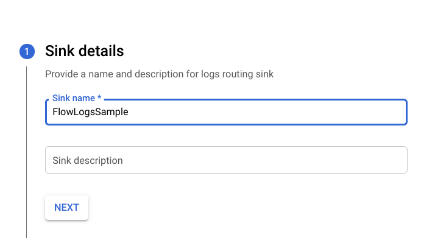 1
Sink details
Provide a name and description for logs routing sink
Sink name *
FlowLogsSample
Sink description
NEXT